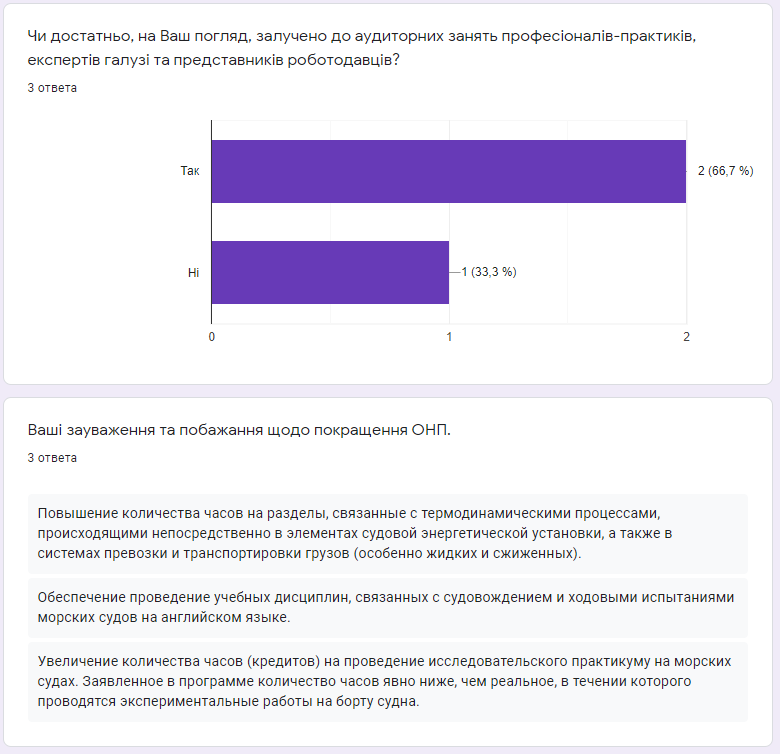 Чи достатньо, на Ваш погляд, залучено до аудиторних занять професіоналів-практиків,
експертів галузі та представників роботодавців?
3 ответа
Так
2 (66,7 %)
Ні
1 (33,3 %)
0
1
2
Ваші зауваження та побажання щодо покращення ОНП.
3 ответа
Повышение количества часов на разделы, связанные с термодинамическими процессами,
происходящими непосредственно в элементах судовой энергетической установки, а также в
системах превозки и транспортировки грузов (особенно жидких и сжиженных).
Обеспечение проведение учебных дисциплин, связанных с судовождением и ходовыми испытаниями
морских судов на английском языке.
Увеличение количества часов (кредитов) на проведение исследовательского практикуму на морских
судах. Заявленное в программе количество часов явно ниже, чем реальное, в течении которого
проводятся экспериментальные работы на борту судна.